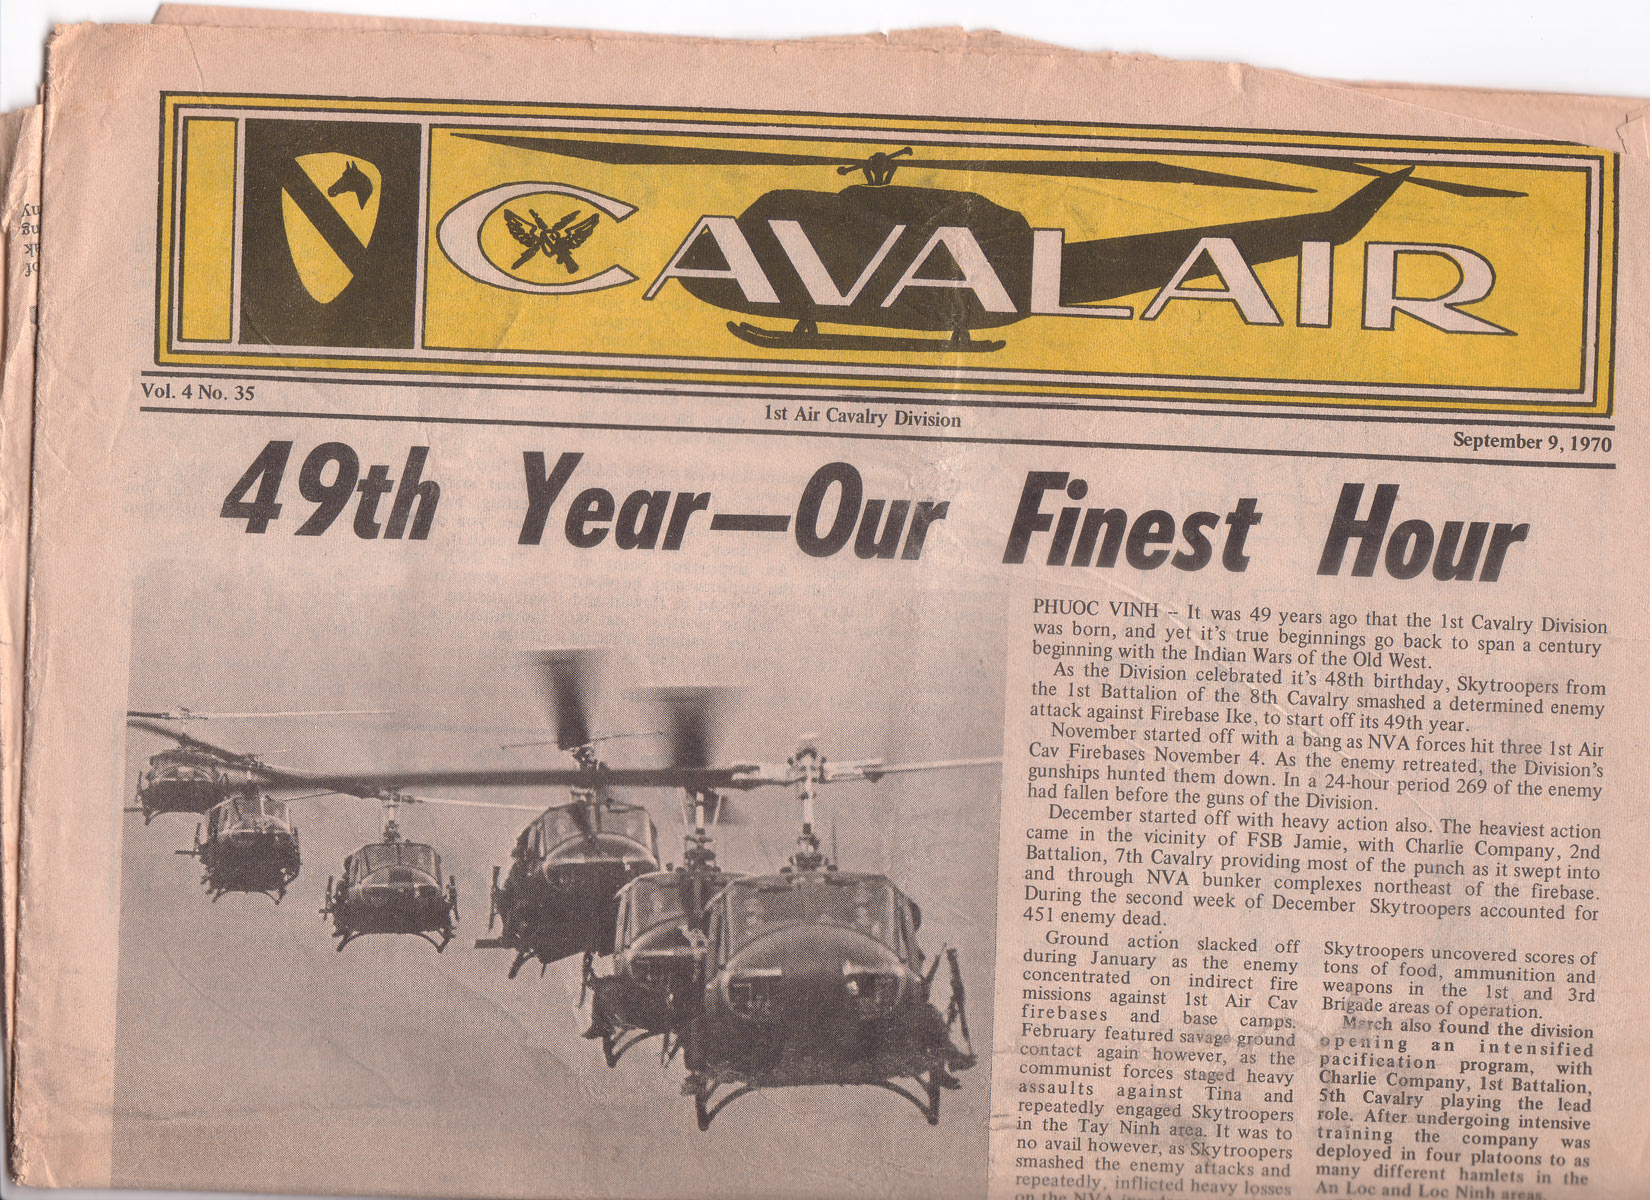 CAVALAIR
Vol. 4 No. 35
1st Air Cavalry Division
September 9, 1970
49th Year—Our Finest Hour
PHUOC VINH -- It was 49 years ago that the 1st Cavalry Division
was born, and yet it's true beginnings go back to span a century
beginning with the Indian Wars of the Old West.
As the Division celebrated it's 48th birthday, Skytroopers from
the 1st Battalion of the 8th Cavalry smashed a determined enemy
attack against Firebase Ike, to start off its 49th year.
November started off with a bang as NVA forces hit three 1st Air
Cav Firebases November 4. As the enemy retreated, the Division's
gunships hunted them down. In a 24-hour period 269 of the enemy
had fallen before the guns of the Division.
December started off with heavy action also. The heaviest action
came in the vicinity of FSB Jamie, with Charlie Company, 2nd
Battalion, 7th Cavalry providing most of the punch as it swept into
and through NVA bunker complexes northeast of the firebase.
During the second week of December Skytroopers accounted for
451 enemy dead.
Ground action slacked off
during January as the enemy
concentrated on indirect fire
missions against 1st Air Cav
firebases and base camps.
February featured savage ground
contact again however, as the
communist forces staged heavy
assaults against Tina and
repeatedly engaged Skytroopers
in the Tay Ninh area. It was to
no avail however, as Skytroopers
smashed the enemy attacks and
repeatedly, inflicted heavy losses
on the NVA
Skytroopers uncovered scores of
tons of food, ammunition and
weapons in the 1st and 3rd
Brigade areas of operation.
March also found the division
opening an intensified
pacification program, with
Charlie Company, 1st Battalion,
5th Cavalry playing the lead
role. After undergoing intensive
training the company was
deployed in four platoons to as
many different hamlets in the
An Loc and Loc Ninh areas.